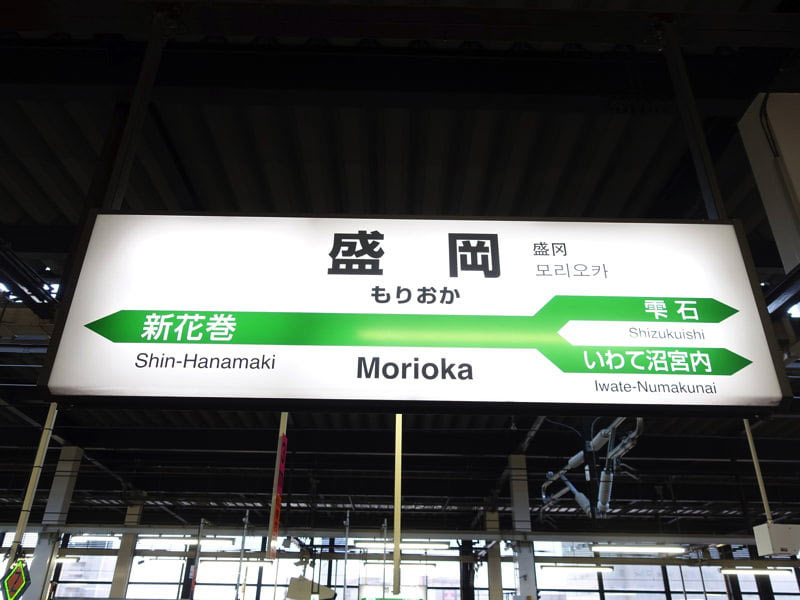 盛 岡
盛冈
모리오카
もりおか
新花巻
Shin-Hanamaki
Morioka
雫 石
Shizukuishi
いわて沼宮内
Iwate-Numakunai